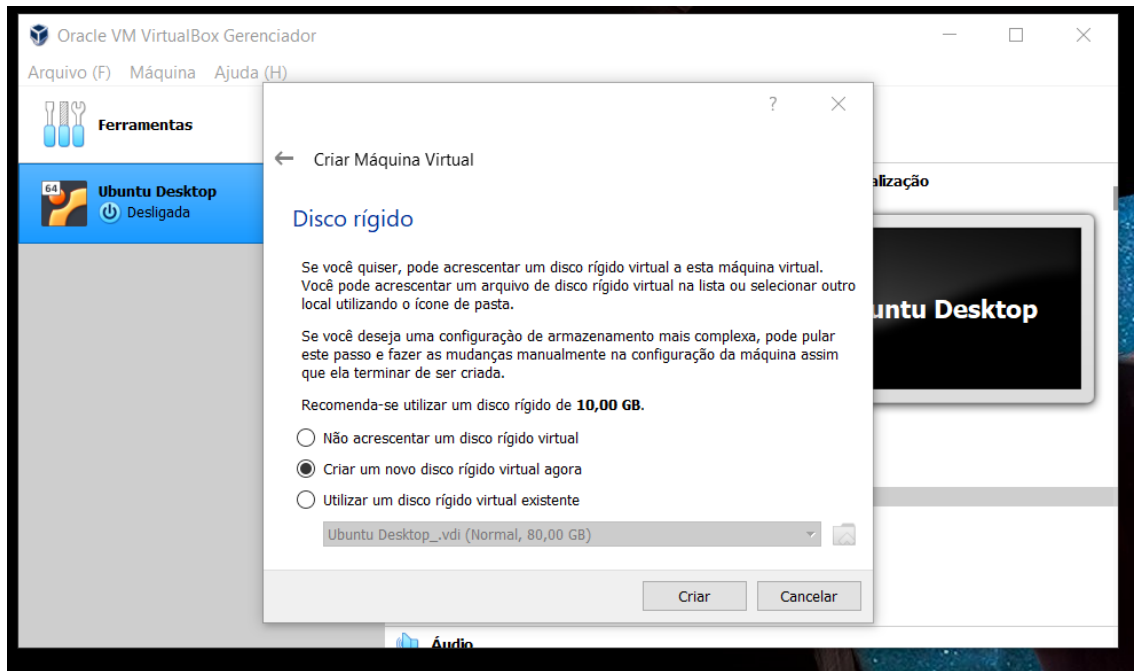 Oracle VM VirtualBox Gerenciador
Arquivo (F) Máquina Ajuda (H)
Ferramentas
64
Ubuntu Desktop
Desligada
?
Criar Máquina Virtual
Disco rígido
Se você quiser, pode acrescentar um disco rígido virtual a esta máquina virtual.
Você pode acrescentar um arquivo de disco rígido virtual na lista ou selecionar outro
local utilizando o ícone de pasta.
Se você deseja uma configuraçào de armazenamento mais complexa, pode pular
este passo e fazer as mudanças manualmente na configuração da máquina assim
que ela terminar de ser criada.
Recomenda-se utilizar um disco rígido de 10,00 GB.
Não acrescentar um disco rígido virtual
Criar um novo disco rígido virtual agora
Utilizar um disco rígido virtual existente
Ubuntu Desktop_.vdi (Normal, 80,00 GB)
Criar Cancelar
alização
untu Desktop
Áudio